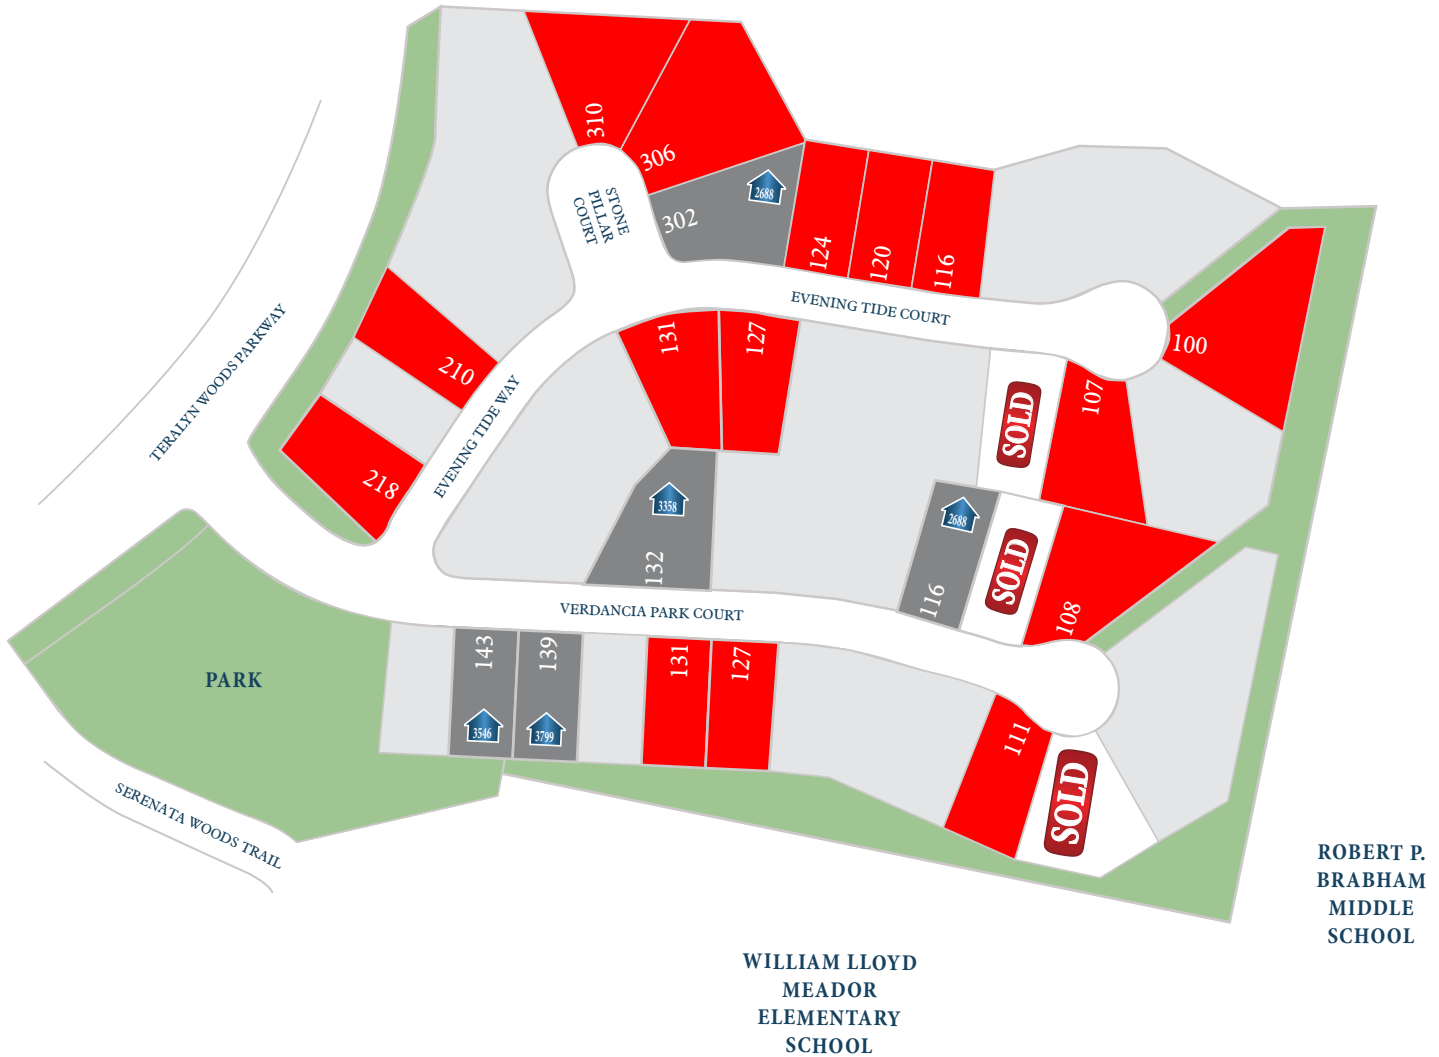 310
306
STONE
PILLAR
COURT
302
2688
124
120
116
EVENING TIDE COURT
100
TERALYN WOODS PARKWAY
210
218
EVENING TIDE WAY
131
127
SOLD
107
3358
132
2688
116
SOLD
108
VERDANCIA PARK COURT
PARK
143
3546
139
3799
131
127
111
SOLD
SERENATA WOODS TRAIL
ROBERT P.
BRABHAM
MIDDLE
SCHOOL
WILLIAM LLOYD
MEADOR
ELEMENTARY
SCHOOL